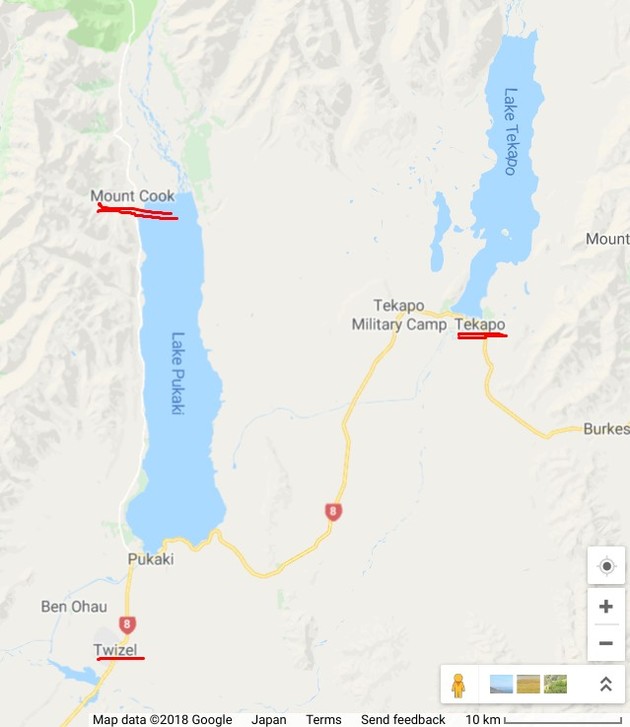 Lake Tekapo
Mount Cook
Mount
Tekapo
Military Camp
Tekapo
Lake Pukaki
Burkes
8
Pukaki
Ben Ohau
8
Twizel
Map data ©2018 Google
Japan
Terms
Send feedback
10 km